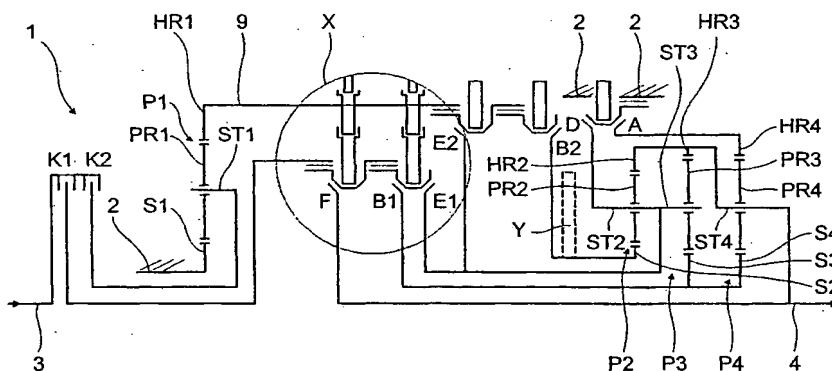 HR1 9 X 2 2 ST3 HR3
1
P1
PR1 ST1
K1 K2
S1
2
E2 D A
B2
HR4
HR2 PR3
PR2 PR4
F B1 E1
Y
ST2 ST4
S4
S3
S2
3 P2 P3 P4 4